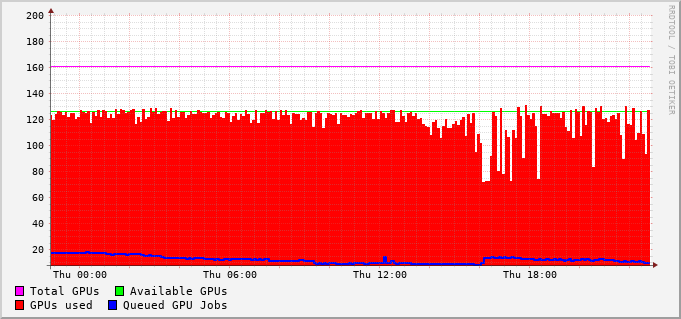 200
180
160
140
120
100
80
60
40
20
Thu 00:00 Thu 06:00 Thu 12:00 Thu 18:00
Total GPUs Available GPUs
GPUs used Queued GPU Jobs
RRDTOOL / TOBI OETIKER